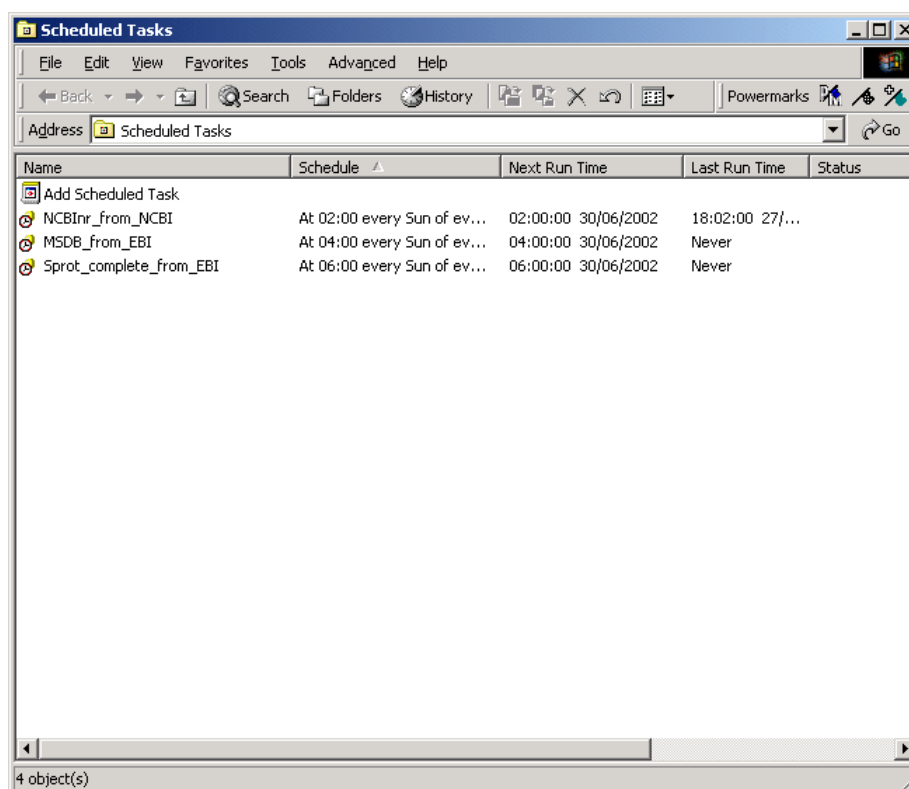 Scheduled Tasks
File Edit View Favorites Tools Advanced Help
Back Search Folders History Powermarks
Address Scheduled Tasks Go
Name Schedule Next Run Time Last Run Time Status
Add Scheduled Task
NCBInr_from_NCBI At 02:00 every Sun of ev... 02:00:00 30/06/2002 18:02:00 27/...
MSDB_from_EBI At 04:00 every Sun of ev... 04:00:00 30/06/2002 Never
Sprot_complete_from_EBI At 06:00 every Sun of ev... 06:00:00 30/06/2002 Never
4 object(s)